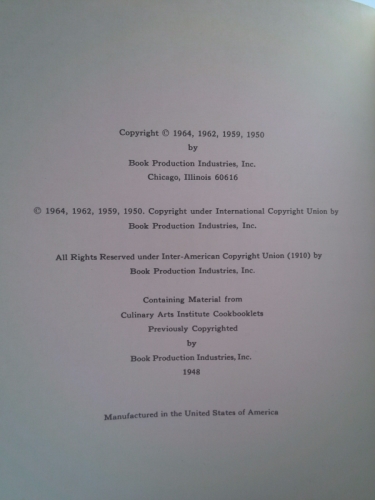 Copyright © 1964, 1962, 1959, 1950
by
Book Production Industries, Inc.
Chicago, Illinois 60616
© 1964, 1962, 1959, 1950. Copyright under International Copyright Union by
Book Production Industries, Inc.
All Rights Reserved under Inter-American Copyright Union (1910) by
Book Production Industries, Inc.
Containing Material from
Culinary Arts Institute Cookbooklets
Previously Copyrighted
by
Book Production Industries, Inc.
1948
Manufactured in the United States of America